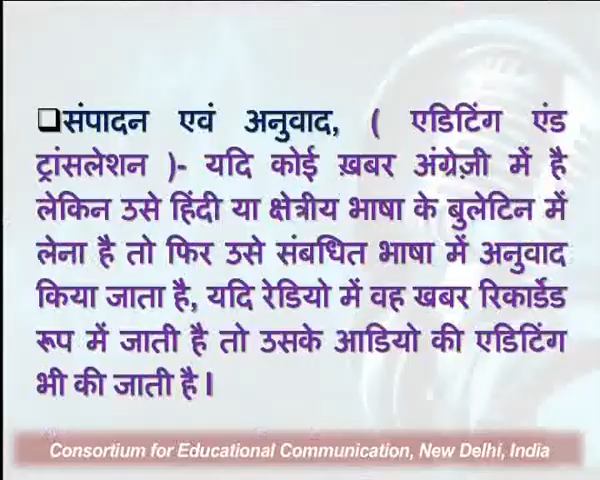 ❑संपादन एवं अनुवाद, ( एडिटिंग एंड
ट्रांसलेशन )- यदि कोई ख़बर अंग्रेज़ी में है
लेकिन उसे हिंदी या क्षेत्रीय भाषा के बुलेटिन में
लेना है तो फिर उसे संबधित भाषा में अनुवाद
किया जाता है, यदि रेडियो में वह खबर रिकार्डेड
रूप में जाती है तो उसके आडियो की एडिटिंग
भी की जाती है l
Consortium for Educational Communication, New Delhi, India